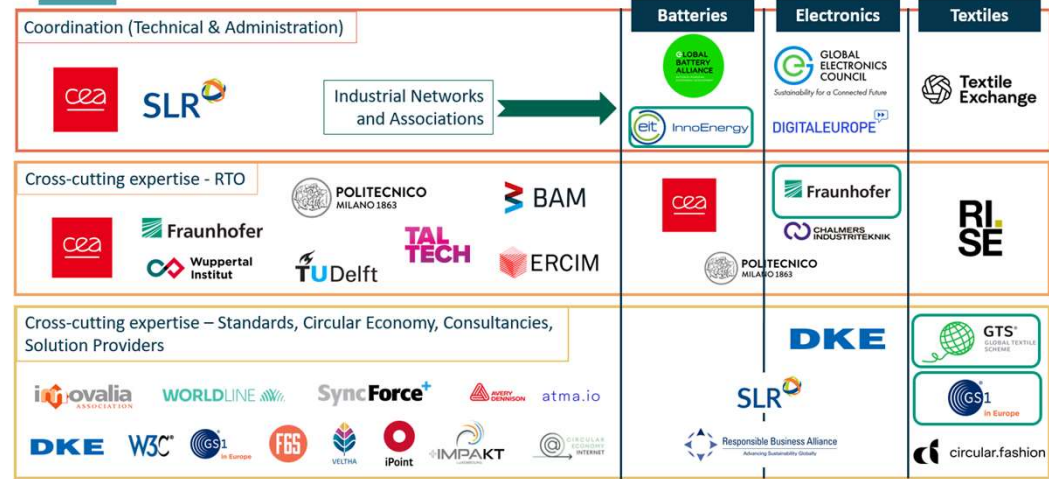 Batteries
Electronics
Textiles
Coordination (Technical & Administration)
cea
SLR
Industrial Networks
and Associations
GLOBAL
BATTERY
ALLIANCE
eit InnoEnergy
GLOBAL
ELECTRONICS
COUNCIL
Sustainability for a Connected Future
DIGITALEUROPE
Textile
Exchange
Cross-cutting expertise - RTO
cea
Fraunhofer
Wuppertal
Institut
POLITECNICO
MILANO 1863
TU Delft
TAL
TECH
BAM
ERCIM
cea
POLITECNICO
MILANO 1863
Fraunhofer
CHALMERS
INDUSTRITEKNIK
RI.
SE
Cross-cutting expertise – Standards, Circular Economy, Consultancies,
Solution Providers
innovalia
ASSOCIATION
WORLDLINE
SyncForce+
AVERY
DENNISON
atma.io
DKE
W3C®
GS1
in Europe
F6S
VELTHA
iPoint
+IMPAKT
LUXEMBOURG
CIRCULAR
ECONOMY
INTERNET
SLR
Responsible Business Alliance
Advancing Sustainability Globally
DKE
GTS®
GLOBAL TEXTILE
SCHEME
GS1
in Europe
circular.fashion